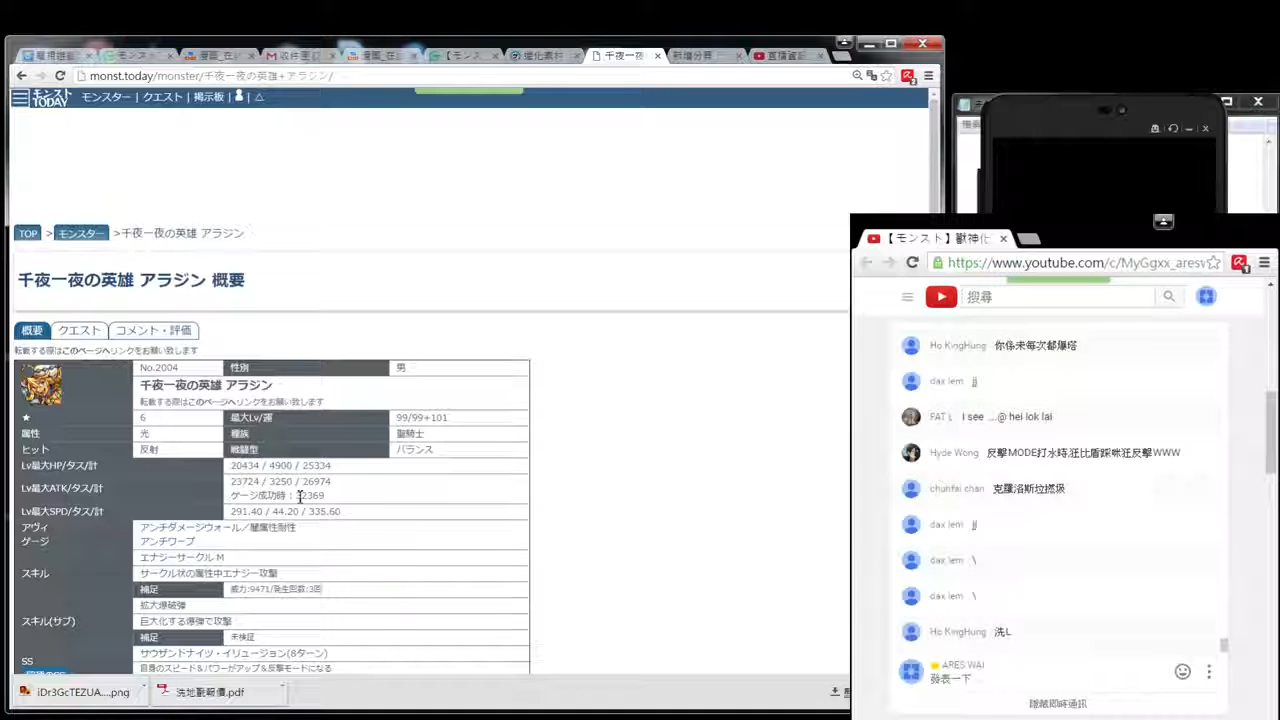 monst.today/monster/千夜一夜の英雄+アラジン/
モンスト
TODAY
モンスター | クエスト | 掲示板 | △
TOP > モンスター >千夜一夜の英雄 アラジン
千夜一夜の英雄 アラジン 概要
概要 クエスト コメント・評価
転載する際はこのページへリンクをお願い致します
No.2004 性別 男
千夜一夜の英雄 アラジン
転載する際はこのページへリンクをお願い致します
★ 6 最大Lv/運 99/99+101
属性 光 種族 聖騎士
ヒット 反射 戦闘型 バランス
Lv最大HP/タス/計 20434 / 4900 / 25334
Lv最大ATK/タス/計 23724 / 3250 / 26974
ゲージ成功時: 2369
Lv最大SPD/タス/計 291.40 / 44.20 / 335.60
アヴィ アンチダメージウォール／闇属性耐性
ゲージ アンチワープ
スキル エナジーサークル M
サークル状の属性中エナジー攻撃
補足 威力:9471/発生回数:3回
スキル(サブ) 拡大爆破弾
巨大化する爆弾で攻撃
補足 未検証
SS サウザンドナイツ・イリュージョン(8ターン)
自身のスピード＆パワーがアップ＆反撃モードになる
iDr3GcTEZUA....png
洗地動報價.pdf
【モンスト】獸神化
https://www.youtube.com/c/MyGgxx_aresw
搜尋
Ho KingHung 你係未每次都爆塔
dax lem jj
FAT L I see ....@ hei lok lai
Hyde Wong 反擊MODE打水時,狂比盾踩咪狂反擊WWW
chunfai chan 克羅洛斯拉撚圾
dax lem jj
dax lem \
dax lem \
Ho KingHung 洗L
ARES WAI
發表一下...
隱藏即時通訊